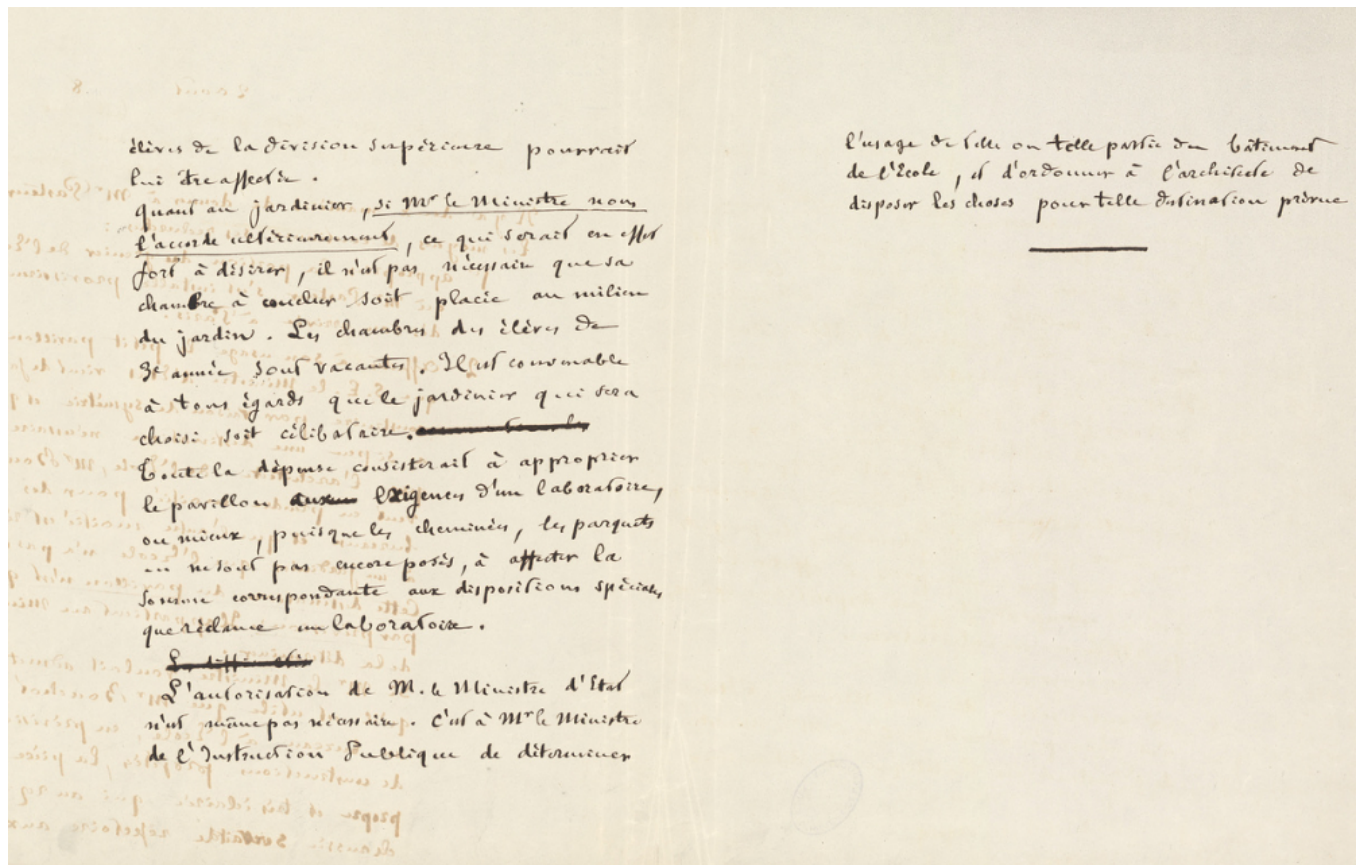 élèves de la division supérieure pourrait
lui être affectée.
quant au jardinier, si Mr le Ministre nous
l'accorde ultérieurement, ce qui serait en effet
fort à désirer, il n'est pas nécessaire que sa
chambre à coucher soit placée au milieu
du jardin. Les chambres des élèves de
3e année sont vacantes. Il est convenable
à tous égards que le jardinier qui sera
choisi soit célibataire.
Toute la dépense consisterait à approprier
le pavillon aux exigences d'un laboratoire,
ou mieux, puisque les cheminées, les parquets
ne sont pas encore posés, à affecter la
somme correspondante aux dispositions spéciales
que réclame un laboratoire.
L'autorisation de M. le Ministre d'Etat
n'est même pas nécessaire. C'est à Mr le Ministre
de l'Instruction Publique de déterminer
l'usage de telle ou telle partie du bâtiment
de l'École, et d'ordonner à l'architecte de
disposer les choses pour telle destination prévue